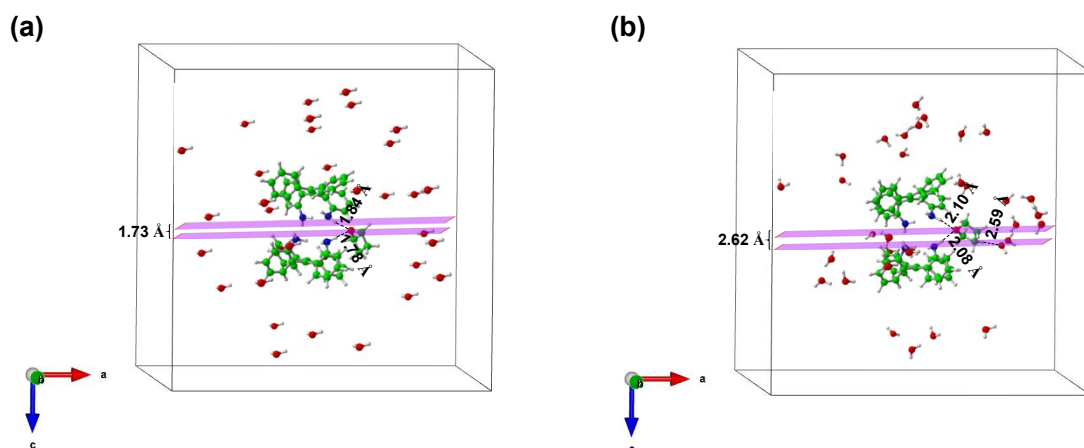 (a)
1.84 Å
1.73 Å
1.78 Å
b
a
c
(b)
2.10 Å
2.59 Å
2.62 Å
2.08 Å
b
a